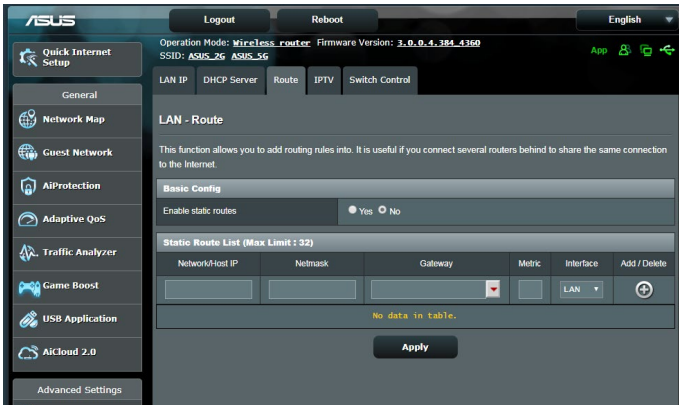 ASUS
Logout
Reboot
English
Quick Internet
Setup
Operation Mode: Wireless router Firmware Version: 3.0.0.4.384_4360
SSID: ASUS_2G ASUS_5G
App
LAN IP
DHCP Server
Route
IPTV
Switch Control
General
Network Map
Guest Network
AiProtection
Adaptive QoS
Traffic Analyzer
Game Boost
USB Application
AiCloud 2.0
Advanced Settings
LAN - Route
This function allows you to add routing rules into. It is useful if you connect several routers behind to share the same connection
to the Internet.
Basic Config
Enable static routes
Yes No
Static Route List (Max Limit : 32)
Network/Host IP
Netmask
Gateway
Metric
Interface
Add / Delete
LAN
No data in table.
Apply